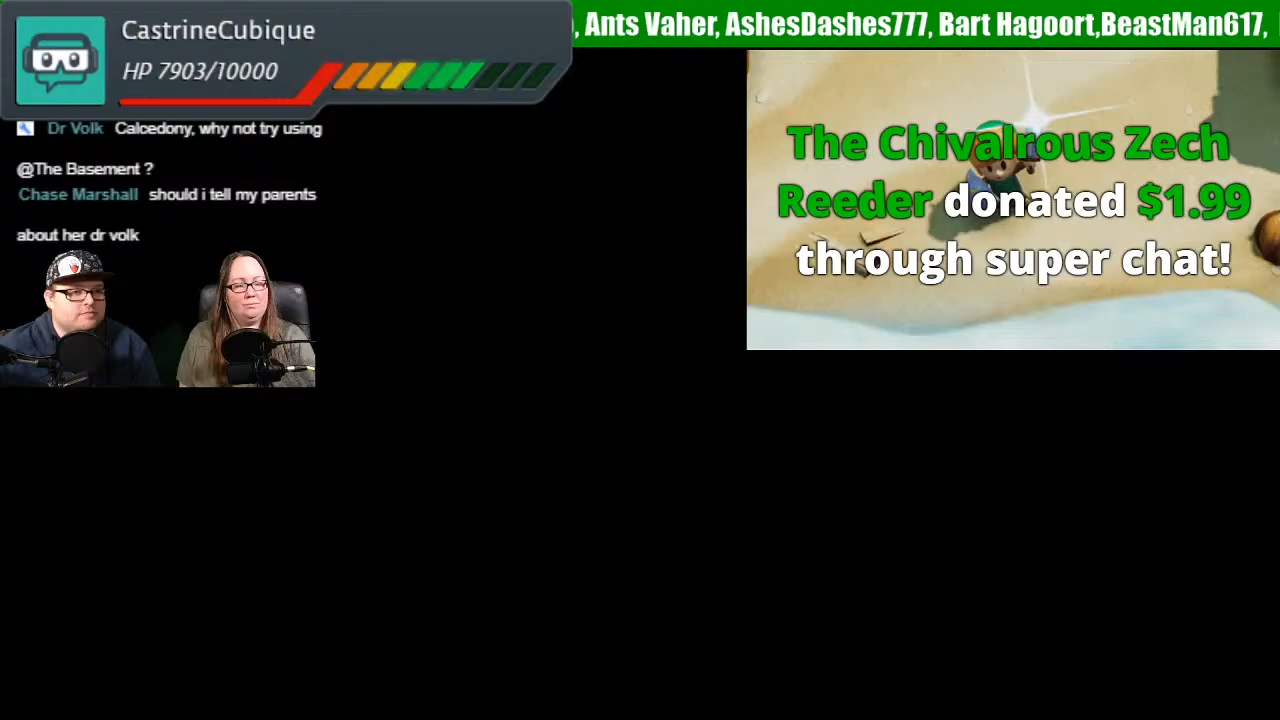 CastrineCubique
HP 7903/10000
, Ants Vaher, AshesDashes777, Bart Hagoort,BeastMan617,
Dr Volk Calcedony, why not try using
@The Basement ?
Chase Marshall should i tell my parents
about her dr volk
The Chivalrous Zech
Reeder donated $1.99
through super chat!